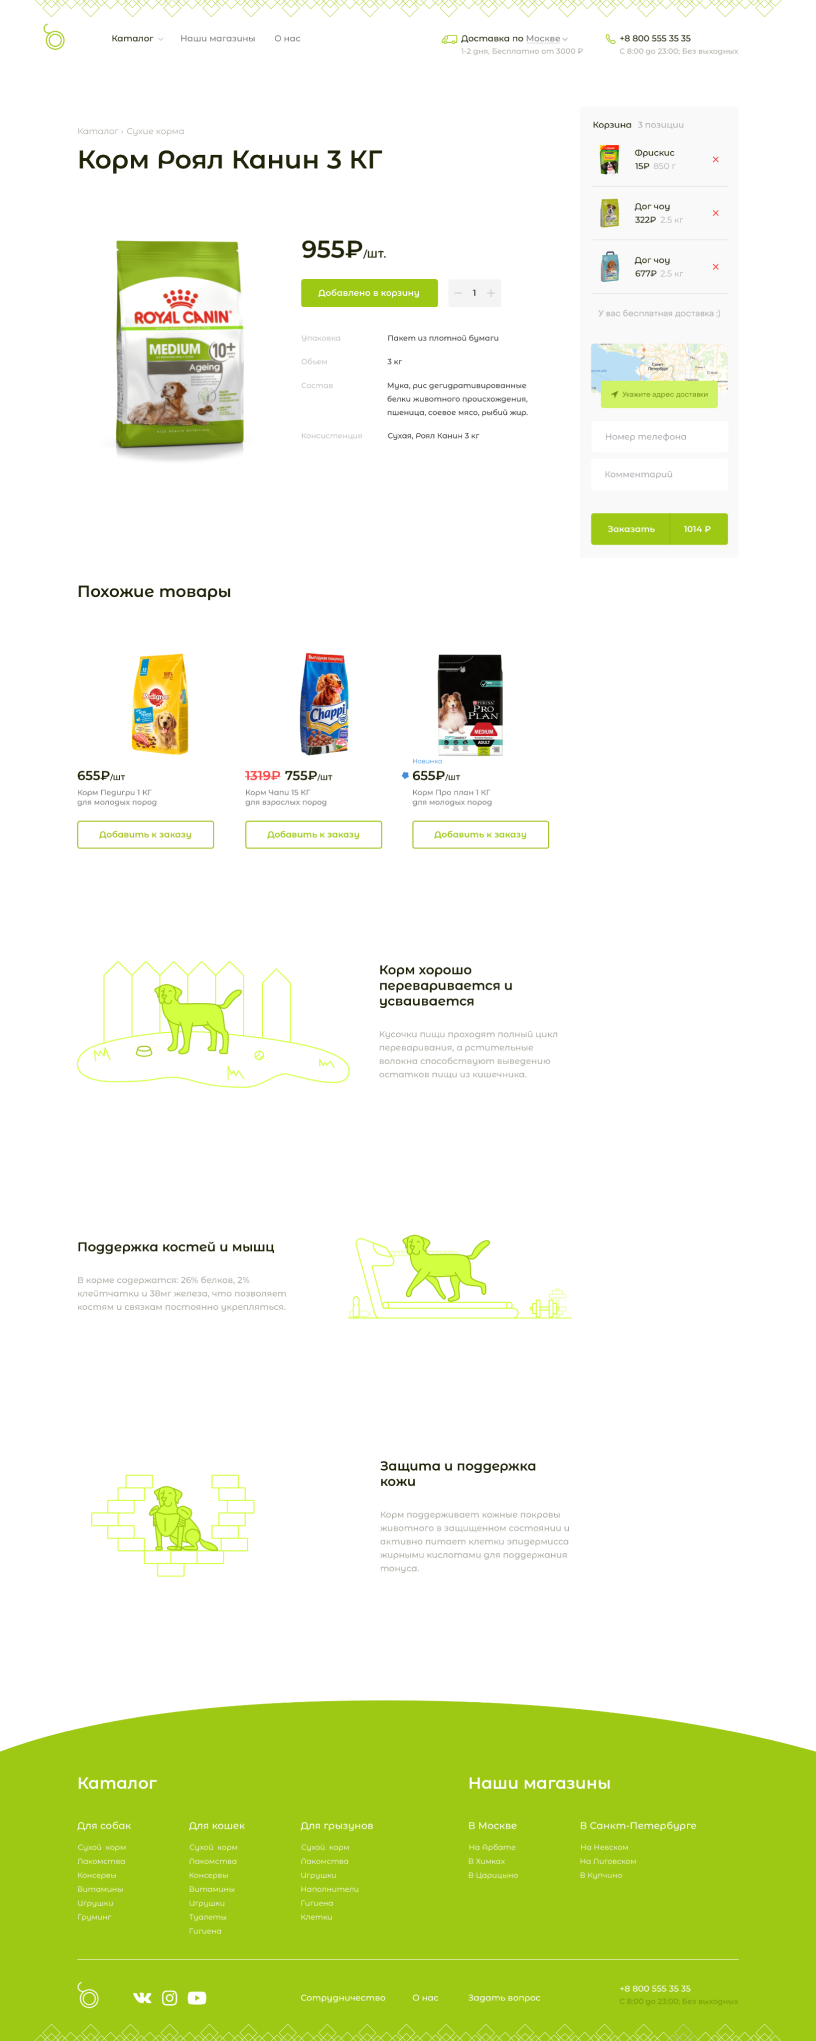 Каталог
Наши магазины
О нас
Доставка по Москве
1-2 дня, Бесплатно от 3000 ₽
+8 800 555 35 35
С 8:00 до 23:00; Без выходных
Каталог › Сухие корма
Корм Роял Канин 3 КГ
955₽/шт.
Добавлено в корзину
1
Упаковка
Пакет из плотной бумаги
Объем
3 кг
Состав
Мука, рис дегидративированные
белки животного происхождения,
пшеница, соевое мясо, рыбий жир.
Консистенция
Сухая, Роял Канин 3 кг
ROYAL CANIN
MEDIUM
10+
Ageing
Корзина 3 позиции
Фрискис
15₽ 850 г
Дог чоу
322₽ 2.5 кг
Дог чоу
677₽ 2.5 кг
У вас бесплатная доставка ;)
Санкт-
Петербург
Укажите адрес доставки
Номер телефона
Комментарий
Заказать
1014 ₽
Похожие товары
Pedigree
655₽/шт
Корм Педигри 1 КГ
для молодых пород
Добавить к заказу
Chappi
1319₽ 755₽/шт
Корм Чапи 15 КГ
для взрослых пород
Добавить к заказу
PURINA
PRO
PLAN
MEDIUM
ADULT
Новинка
655₽/шт
Корм Про план 1 КГ
для молодых пород
Добавить к заказу
Корм хорошо
переваривается и
усваивается
Кусочки пищи проходят полный цикл
переваривания, а рстительные
волокна способствуют выведению
остатков пищи из кишечника.
Поддержка костей и мышц
В корме содержатся: 26% белков, 2%
клейтчатки и 38мг железа, что позволяет
костям и связкам постоянно укрепляться.
Защита и поддержка
кожи
Корм поддерживает кожные покровы
животного в защищенном состоянии и
активно питает клетки эпидермисса
жирными кислотами для поддержания
тонуса.
Каталог
Для собак
Сухой корм
Лакомства
Консервы
Витамины
Игрушки
Груминг
Для кошек
Сухой корм
Лакомства
Консервы
Витамины
Игрушки
Туалеты
Гигиена
Для грызунов
Сухой корм
Лакомства
Игрушки
Наполнители
Гигиена
Клетки
Наши магазины
В Москве
На Арбате
В Химках
В Царицыно
В Санкт-Петербурге
На Невском
На Лиговском
В Купчино
Сотрудничество
О нас
Задать вопрос
+8 800 555 35 35
С 8:00 до 23:00; Без выходных